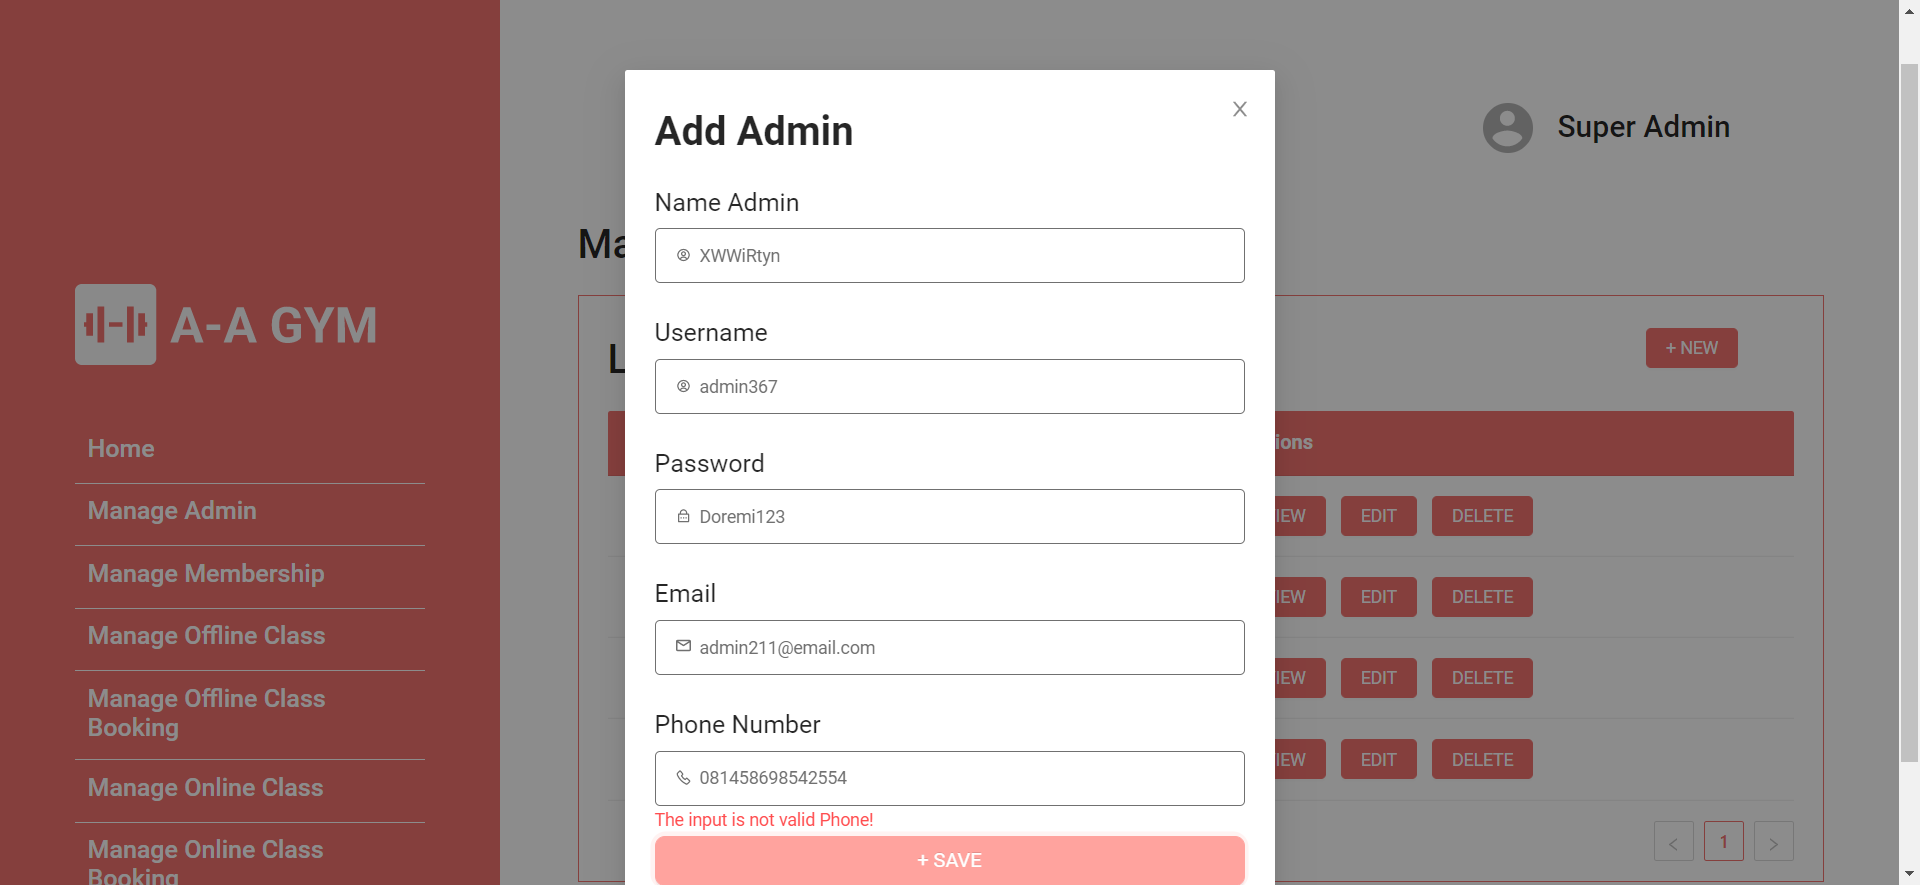 A-A GYM
Home
Manage Admin
Manage Membership
Manage Offline Class
Manage Offline Class
Booking
Manage Online Class
Manage Online Class
Booking
Super Admin
Ma
L
+ NEW
ions
IEW EDIT DELETE
IEW EDIT DELETE
IEW EDIT DELETE
IEW EDIT DELETE
< 1 >
Add Admin
X
Name Admin
XWWiRtyn
Username
admin367
Password
Doremi123
Email
admin211@email.com
Phone Number
081458698542554
The input is not valid Phone!
+ SAVE